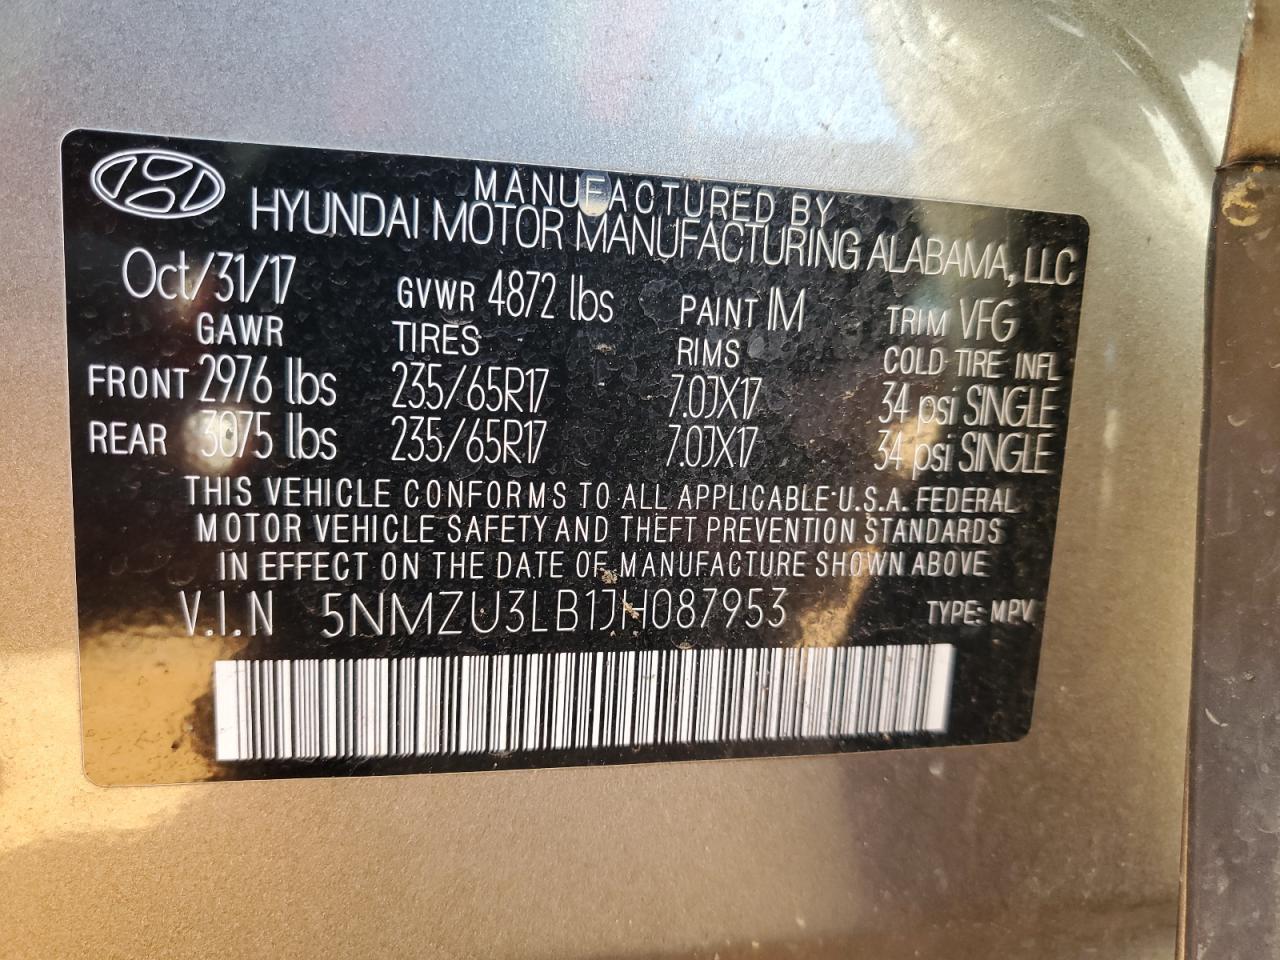 MANUFACTURED BY
HYUNDAI MOTOR MANUFACTURING ALABAMA, LLC
Oct/31/17 GVWR 4872 lbs PAINT IM TRIM VFG
GAWR TIRES RIMS COLD TIRE INFL
FRONT 2976 lbs 235/65R17 7.0JX17 34 psi SINGLE
REAR 3075 lbs 235/65R17 7.0JX17 34 psi SINGLE
THIS VEHICLE CONFORMS TO ALL APPLICABLE U.S.A. FEDERAL
MOTOR VEHICLE SAFETY AND THEFT PREVENTION STANDARDS
IN EFFECT ON THE DATE OF MANUFACTURE SHOWN ABOVE
V.I.N 5NMZU3LB1JH087953 TYPE: MPV